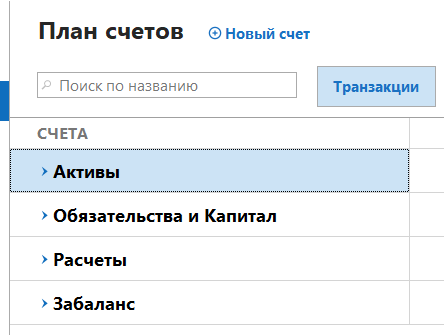 План счетов
Новый счет
Поиск по названию
Транзакции
СЧЕТА
Активы
Обязательства и Капитал
Расчеты
Забаланс